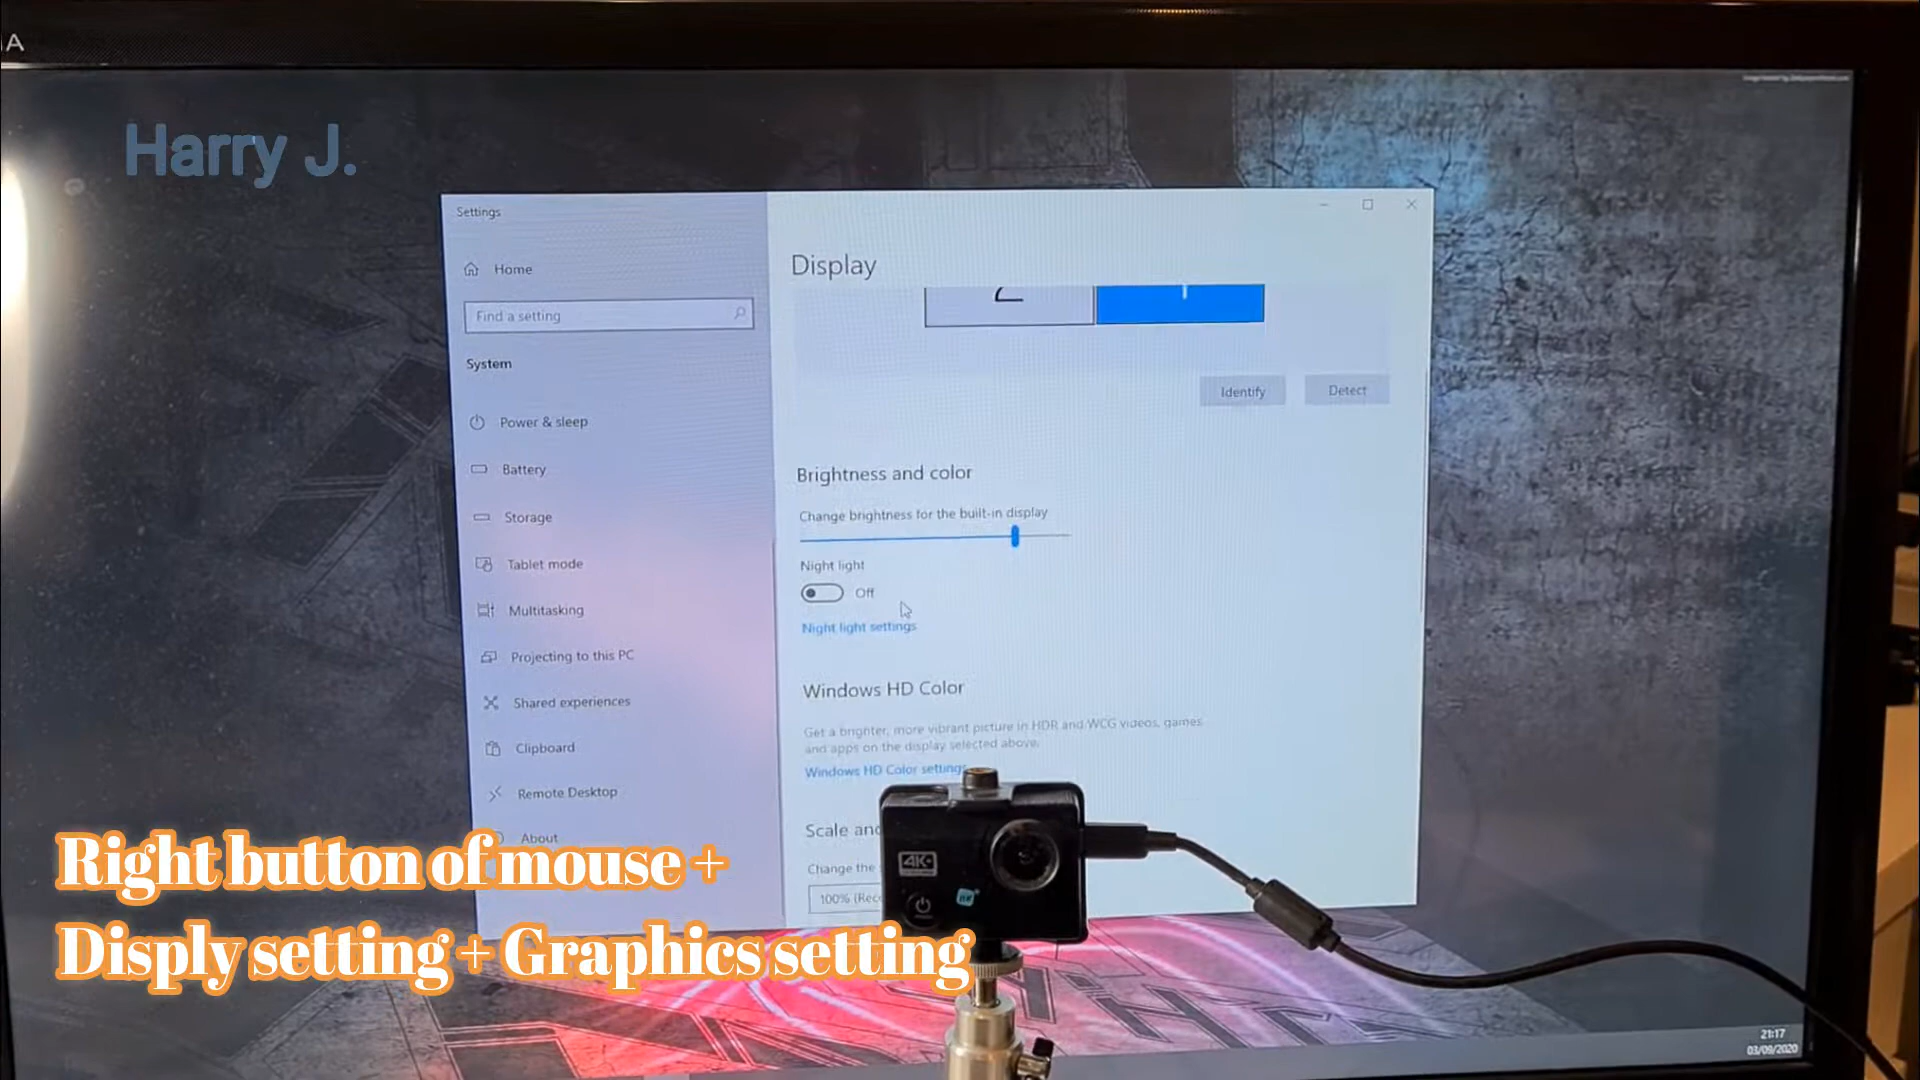 A
Harry J.
Settings
Home
Find a setting
System
Power & sleep
Battery
Storage
Tablet mode
Multitasking
Projecting to this PC
Shared experiences
Clipboard
Remote Desktop
About
Display
Identify
Detect
Brightness and color
Change brightness for the built-in display
Night light
Off
Night light settings
Windows HD Color
Get a brighter, more vibrant picture in HDR and WCG videos, games
and apps on the display selected above.
Windows HD Color settings
Scale and
Change the
100%
4K
Right button of mouse +
Disply setting + Graphics setting
21:17
03/09/2020